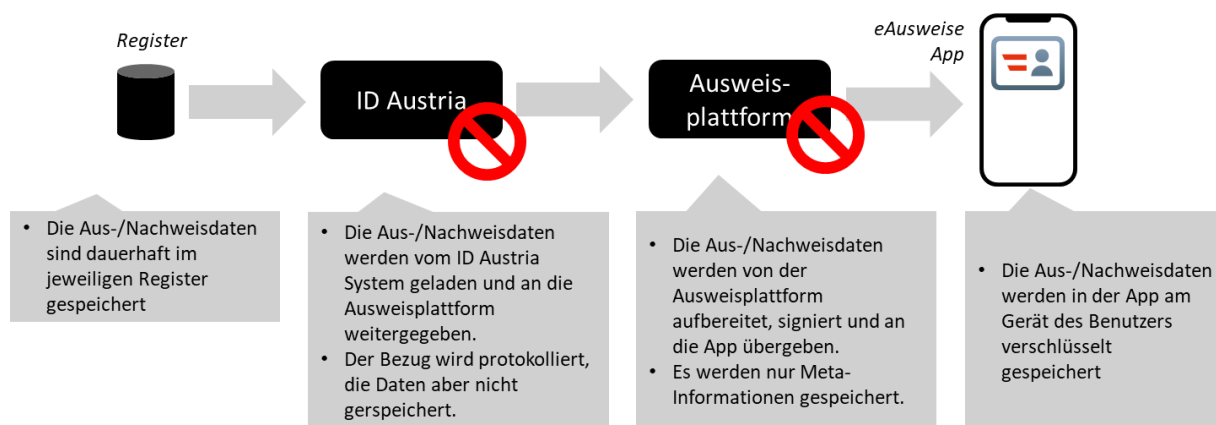 Register
ID Austria
Ausweis-
plattform
eAusweise
App
• Die Aus-/Nachweisdaten
sind dauerhaft im
jeweiligen Register
gespeichert
• Die Aus-/Nachweisdaten
werden vom ID Austria
System geladen und an die
Ausweisplattform
weitergegeben.
• Der Bezug wird protokolliert,
die Daten aber nicht
gerspeichert.
• Die Aus-/Nachweisdaten
werden von der
Ausweisplattform
aufbereitet, signiert und an
die App übergeben.
• Es werden nur Meta-
Informationen gespeichert.
• Die Aus-/Nachweisdaten
werden in der App am
Gerät des Benutzers
verschlüsselt
gespeichert